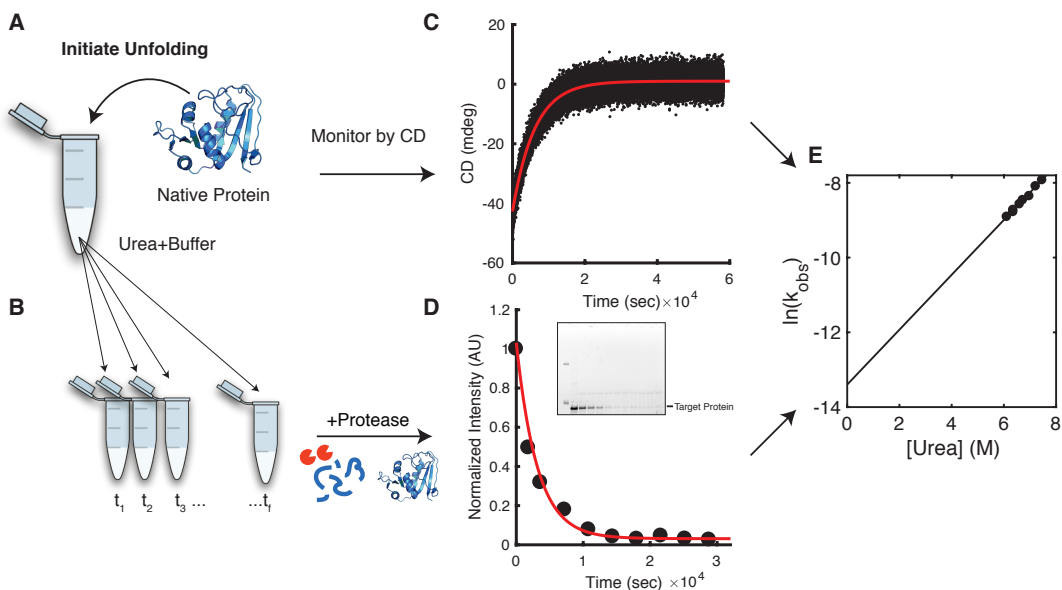 A
Initiate Unfolding
Native Protein
Urea+Buffer
Monitor by CD
B
t1 t2 t3 ... ...tf
+Protease
C
CD (mdeg)
20
0
-20
-40
-60
0 2 4 6
Time (sec) ×10^4
D
Normalized Intensity (AU)
1.2
1
0.8
0.6
0.4
0.2
0
Target Protein
0 1 2 3
Time (sec) ×10^4
E
ln(kobs)
-8
-10
-12
-14
0 2 4 6 8
[Urea] (M)